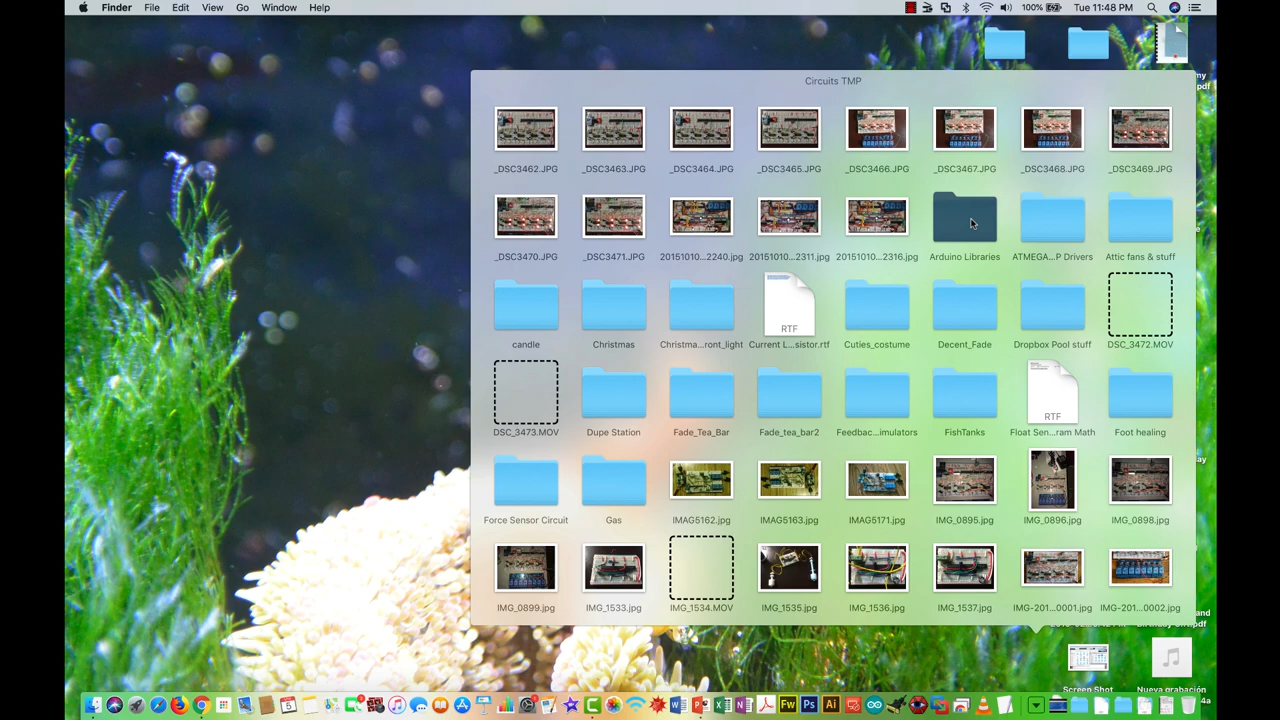 Finder File Edit View Go Window Help 100% Tue 11:48 PM
Circuits TMP
_DSC3462.JPG _DSC3463.JPG _DSC3464.JPG _DSC3465.JPG _DSC3466.JPG _DSC3467.JPG _DSC3468.JPG _DSC3469.JPG
_DSC3470.JPG _DSC3471.JPG 20151010...2240.jpg 20151010...2311.jpg 20151010...2316.jpg Arduino Libraries ATMEGA...P Drivers Attic fans & stuff
RTF
candle Christmas Christma...ront_light Current L...sistor.rtf Cuties_costume Decent_Fade Dropbox Pool stuff DSC_3472.MOV
RTF
DSC_3473.MOV Dupe Station Fade_Tea_Bar Fade_tea_bar2 Feedbac...imulators FishTanks Float Sen...ram Math Foot healing
Force Sensor Circuit Gas IMAG5162.jpg IMAG5163.jpg IMAG5171.jpg IMG_0895.jpg IMG_0896.jpg IMG_0898.jpg
IMG_0899.jpg IMG_1533.jpg IMG_1534.MOV IMG_1535.jpg IMG_1536.jpg IMG_1537.jpg IMG-201...0001.jpg IMG-201...0002.jpg
Screen Shot Nueva grabación
Fw Ps Ai